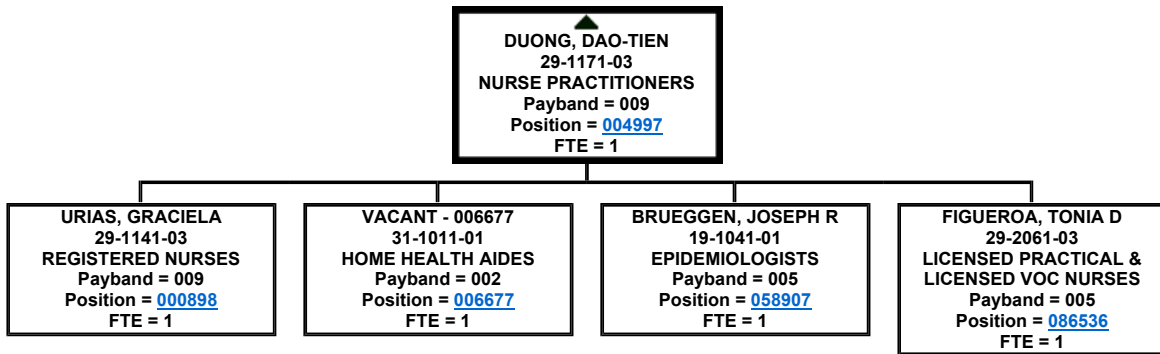 DUONG, DAO-TIEN
29-1171-03
NURSE PRACTITIONERS
Payband = 009
Position = 004997
FTE = 1
URIAS, GRACIELA
29-1141-03
REGISTERED NURSES
Payband = 009
Position = 000898
FTE = 1
VACANT - 006677
31-1011-01
HOME HEALTH AIDES
Payband = 002
Position = 006677
FTE = 1
BRUEGGEN, JOSEPH R
19-1041-01
EPIDEMIOLOGISTS
Payband = 005
Position = 058907
FTE = 1
FIGUEROA, TONIA D
29-2061-03
LICENSED PRACTICAL &
LICENSED VOC NURSES
Payband = 005
Position = 086536
FTE = 1